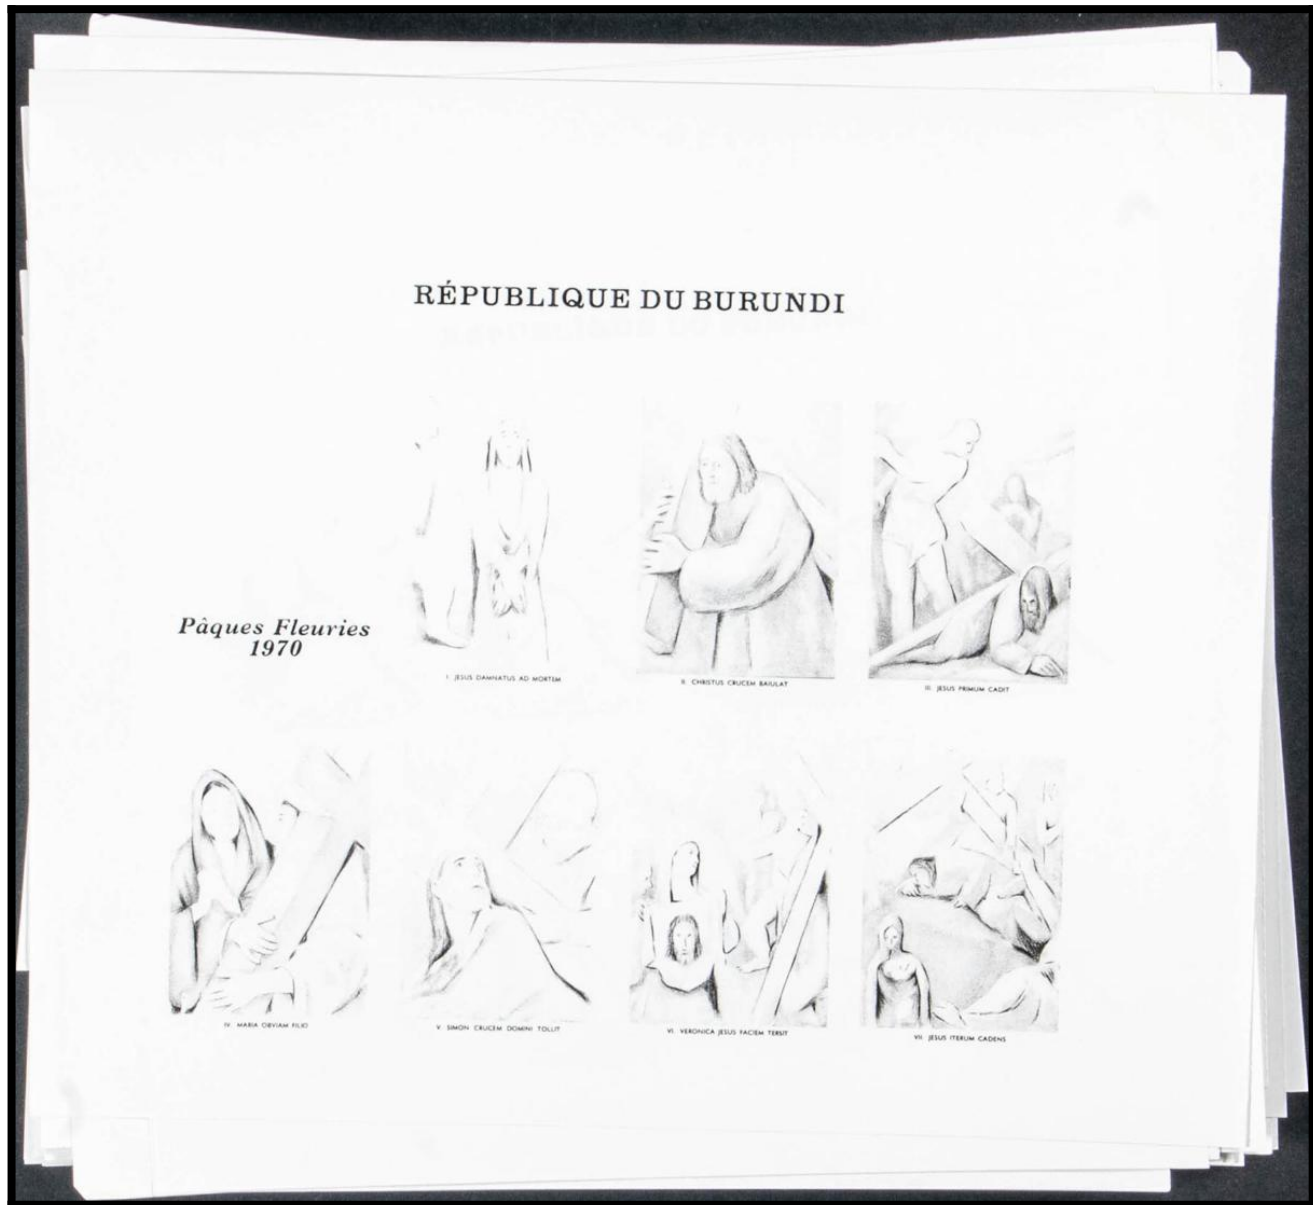 RÉPUBLIQUE DU BURUNDI
Pâques Fleuries
1970
I. JESUS DAMNATUS AD MORTEM
II. CHRISTUS CRUCEM BAIULAT
III. JESUS PRIMUM CADIT
IV. MARIA OBVIAM FILIO
V. SIMON CRUCEM DOMINI TOLLIT
VI. VERONICA JESUS FACIEM TERSIT
VII. JESUS ITERUM CADENS